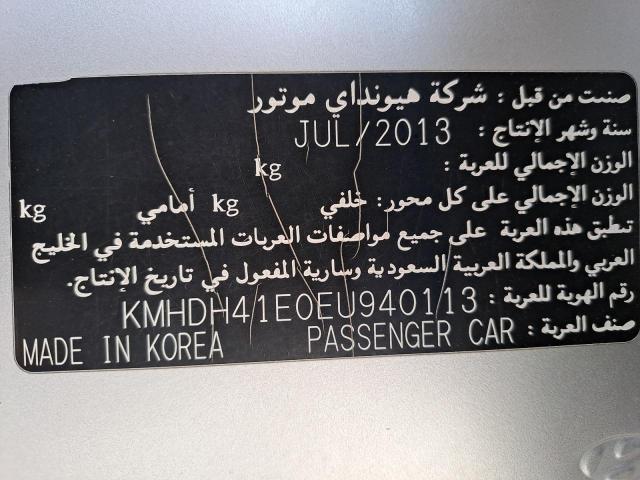 صنعت من قبل : شركة هيونداي موتور
سنة وشهر الإنتاج : JUL/2013
الوزن الإجمالي للعربة : kg
الوزن الإجمالي على كل محور: خلفي kg أمامي kg
تنطبق هذه العربة على جميع مواصفات العربات المستخدمة في الخليج
العربي والمملكة العربية السعودية وسارية المفعول في تاريخ الإنتاج.
رقم الهوية للعربة : KMHDH41E0EU940113
صنف العربة : PASSENGER CAR MADE IN KOREA